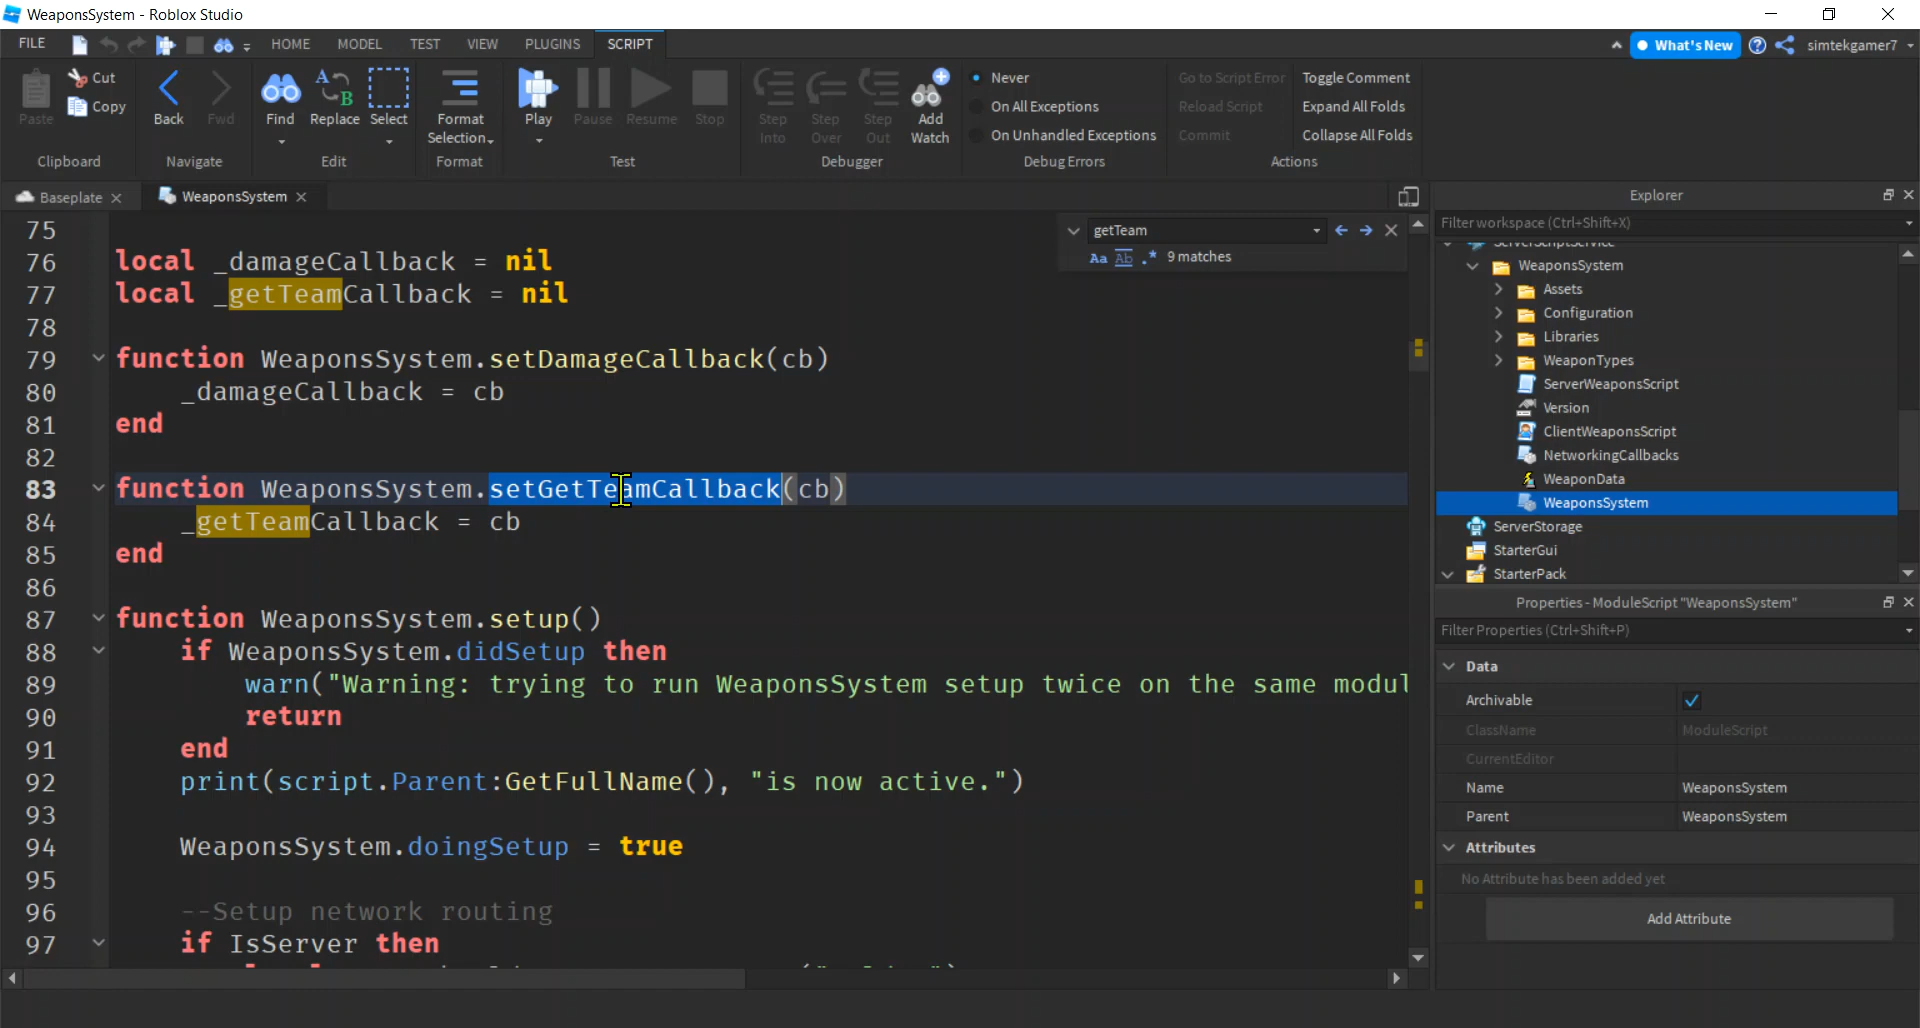 WeaponsSystem - Roblox Studio
FILE HOME MODEL TEST VIEW PLUGINS SCRIPT What's New simtekgamer7
Paste Cut Copy Back Fwd Find Replace Select Format Selection Play Pause Resume Stop Step Into Step Over Step Out Add Watch
Never
On All Exceptions
On Unhandled Exceptions
Go to Script Error
Reload Script
Commit
Toggle Comment
Expand All Folds
Collapse All Folds
Clipboard Navigate Edit Format Test Debugger Debug Errors Actions
Baseplate WeaponsSystem
getTeam
Aa Ab .* 9 matches
75
76 local _damageCallback = nil
77 local _getTeamCallback = nil
78
79 function WeaponsSystem.setDamageCallback(cb)
80 _damageCallback = cb
81 end
82
83 function WeaponsSystem.setGetTeamCallback(cb)
84 _getTeamCallback = cb
85 end
86
87 function WeaponsSystem.setup()
88 if WeaponsSystem.didSetup then
89 warn("Warning: trying to run WeaponsSystem setup twice on the same modul
90 return
91 end
92 print(script.Parent:GetFullName(), "is now active.")
93
94 WeaponsSystem.doingSetup = true
95
96 --Setup network routing
97 if IsServer then
Explorer
Filter workspace (Ctrl+Shift+X)
ServerScriptService
WeaponsSystem
Assets
Configuration
Libraries
WeaponTypes
ServerWeaponsScript
Version
ClientWeaponsScript
NetworkingCallbacks
WeaponData
WeaponsSystem
ServerStorage
StarterGui
StarterPack
Properties - ModuleScript "WeaponsSystem"
Filter Properties (Ctrl+Shift+P)
Data
Archivable
ClassName ModuleScript
CurrentEditor
Name WeaponsSystem
Parent WeaponsSystem
Attributes
No Attribute has been added yet
Add Attribute